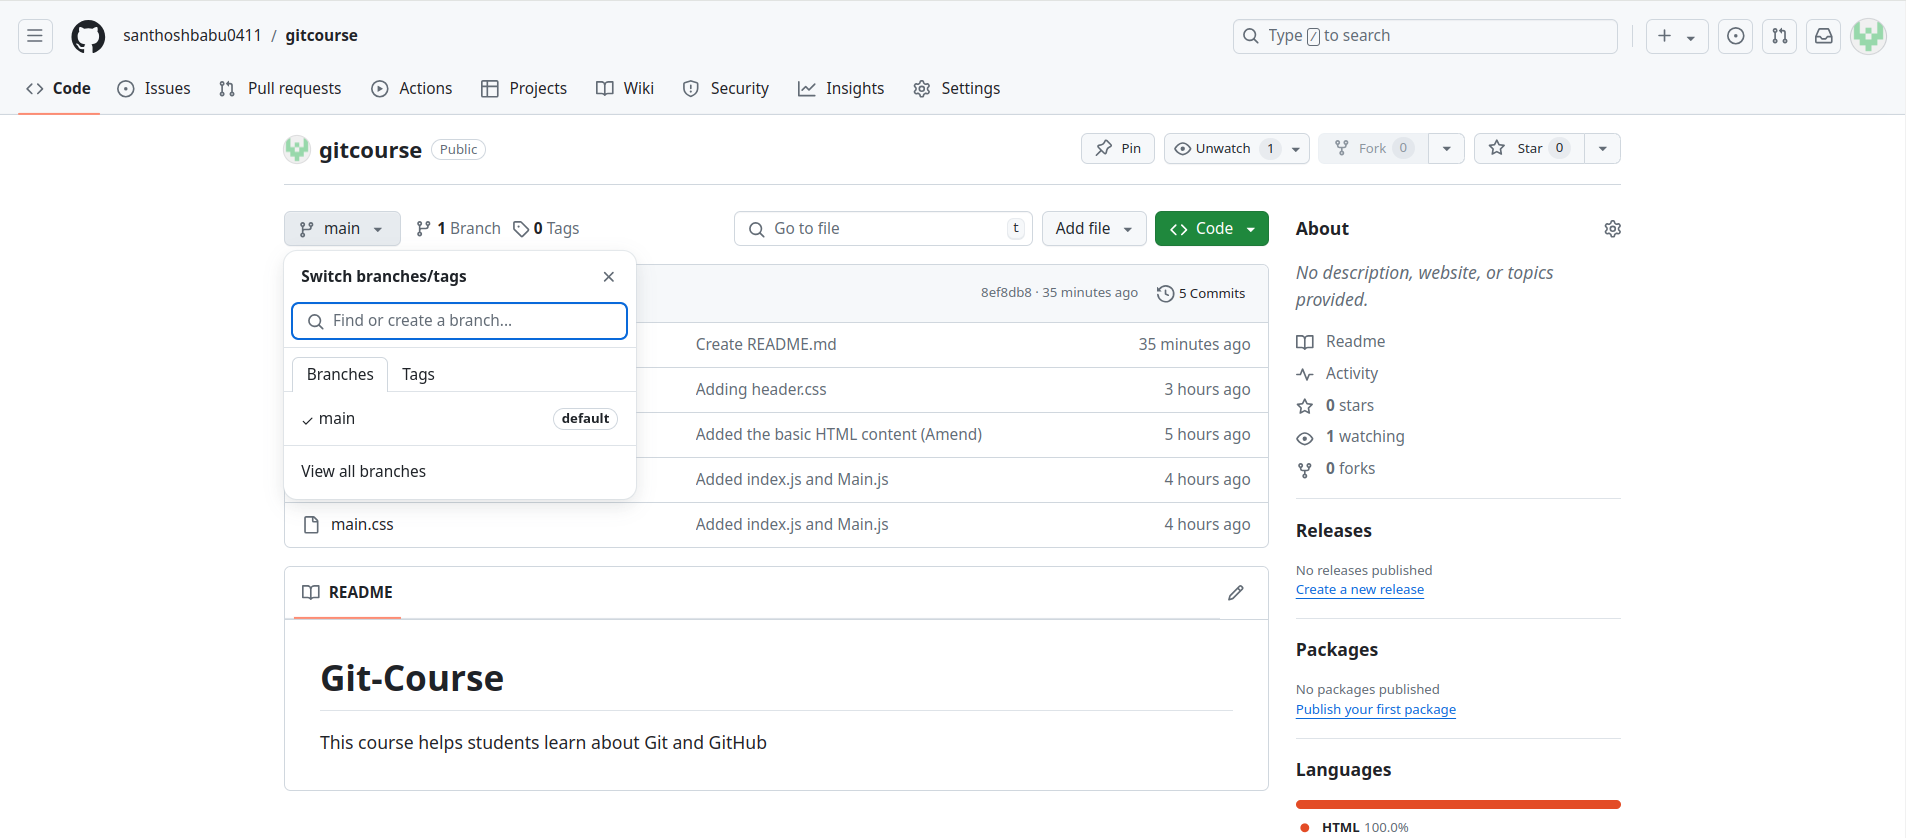 santhoshbabu0411 / gitcourse
Type / to search
Code Issues Pull requests Actions Projects Wiki Security Insights Settings
gitcourse Public
Pin Unwatch 1 Fork 0 Star 0
main 1 Branch 0 Tags Go to file t Add file Code
Switch branches/tags
Find or create a branch...
Branches Tags
main default
View all branches
8ef8db8 · 35 minutes ago 5 Commits
Create README.md 35 minutes ago
Adding header.css 3 hours ago
Added the basic HTML content (Amend) 5 hours ago
Added index.js and Main.js 4 hours ago
main.css Added index.js and Main.js 4 hours ago
README
Git-Course
This course helps students learn about Git and GitHub
About
No description, website, or topics
provided.
Readme
Activity
0 stars
1 watching
0 forks
Releases
No releases published
Create a new release
Packages
No packages published
Publish your first package
Languages
HTML 100.0%